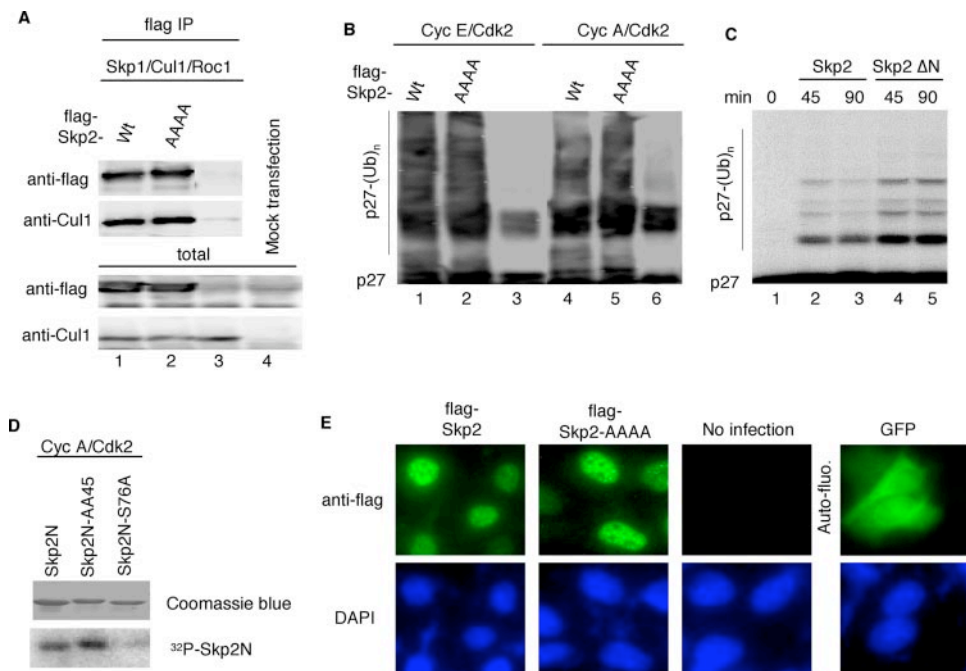 A
flag IP
Skp1/Cul1/Roc1
flag-
Skp2-
Wt
AAAA
Mock transfection
anti-flag
anti-Cul1
total
anti-flag
anti-Cul1
1 2 3 4
B
Cyc E/Cdk2 Cyc A/Cdk2
flag-
Skp2-
Wt AAAA Wt AAAA
p27-(Ub)n
p27
1 2 3 4 5 6
C
Skp2 Skp2 ΔN
min 0 45 90 45 90
p27-(Ub)n
p27
1 2 3 4 5
D
Cyc A/Cdk2
Skp2N
Skp2N-AA45
Skp2N-S76A
Coomassie blue
32P-Skp2N
E
flag-
Skp2
flag-
Skp2-AAAA
No infection
GFP
anti-flag
Auto-fluo.
DAPI